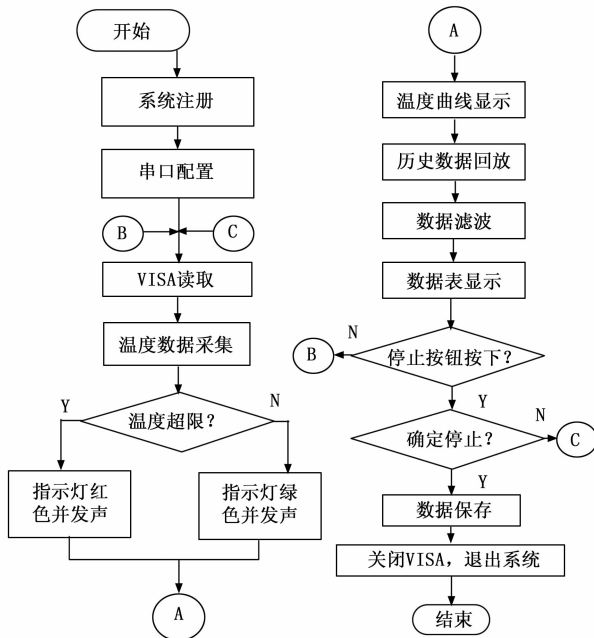 开始
系统注册
串口配置
B
C
VISA读取
温度数据采集
温度超限？
Y
N
指示灯红
色并发声
指示灯绿
色并发声
A
A
温度曲线显示
历史数据回放
数据滤波
数据表显示
停止按钮按下？
N
B
Y
确定停止？
N
C
Y
数据保存
关闭VISA，退出系统
结束